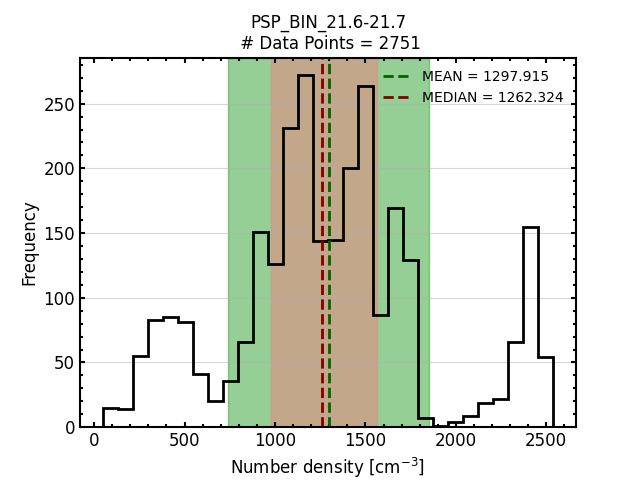 PSP_BIN_21.6-21.7
# Data Points = 2751
MEAN = 1297.915
MEDIAN = 1262.324
Frequency
250
200
150
100
50
0
0 500 1000 1500 2000 2500
Number density [cm⁻³]